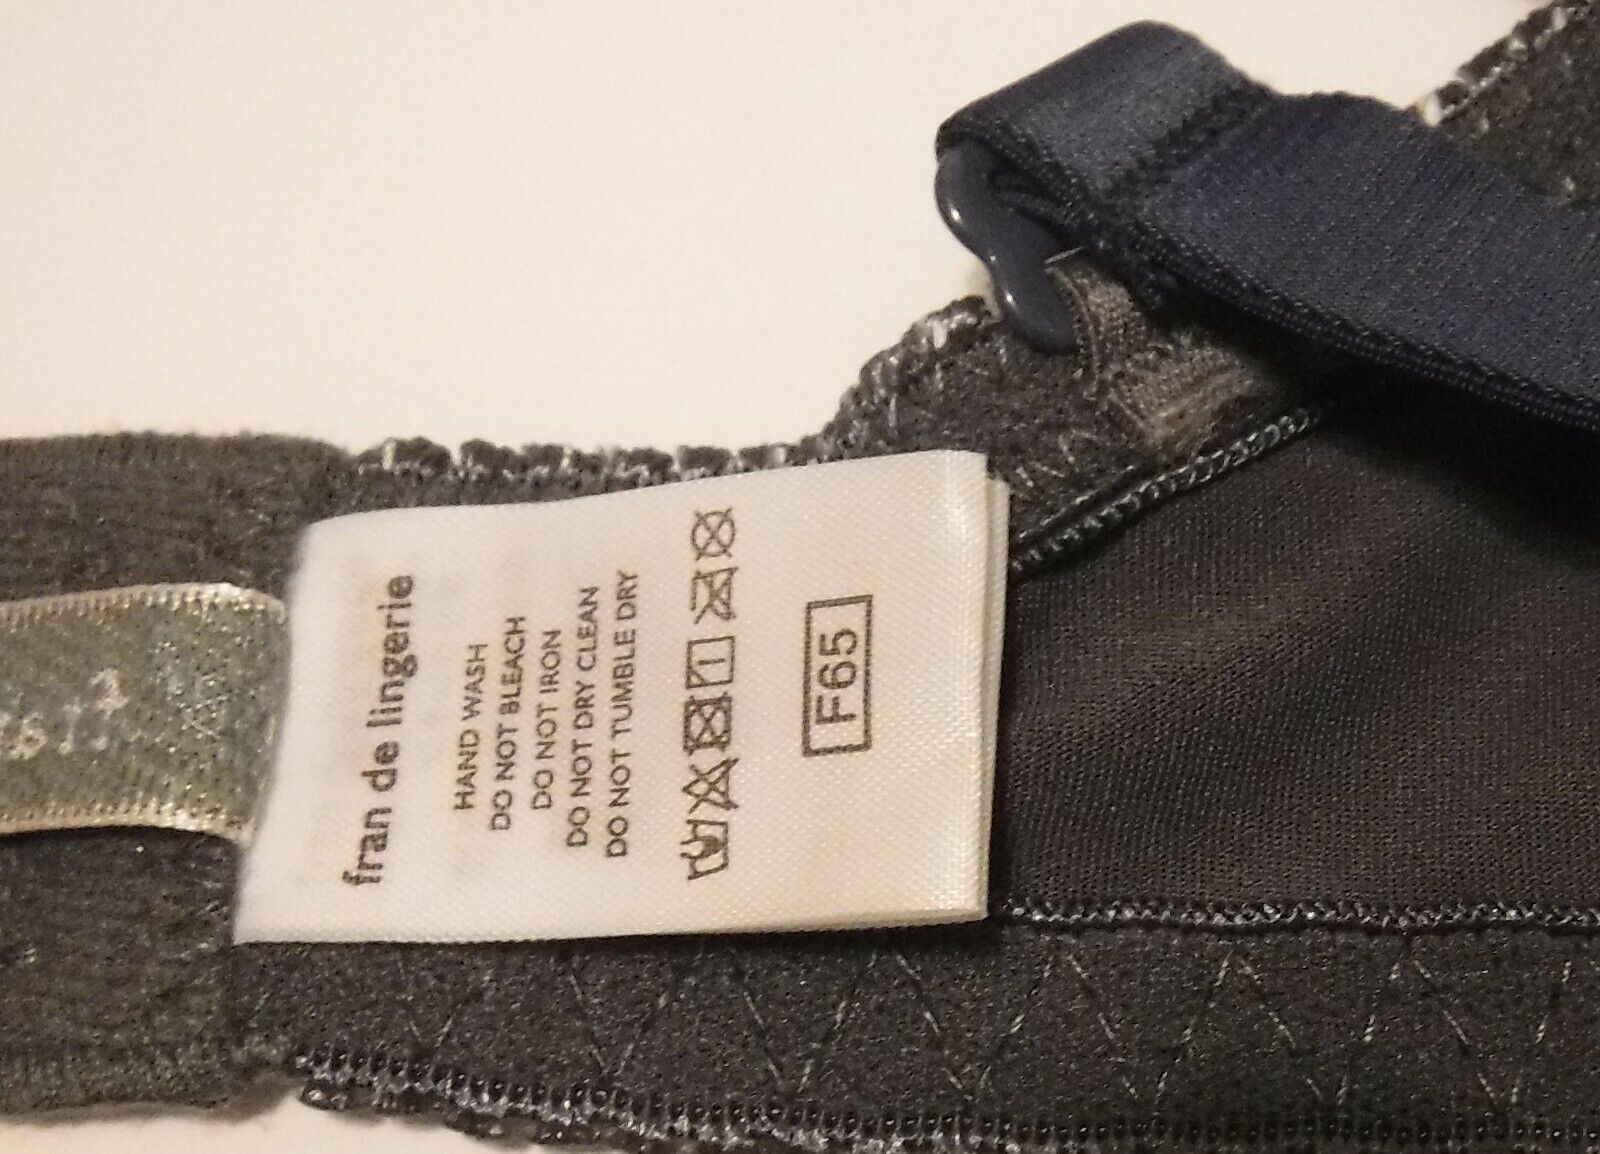 fran de lingerie
HAND WASH
DO NOT BLEACH
DO NOT IRON
DO NOT DRY CLEAN
DO NOT TUMBLE DRY
F65